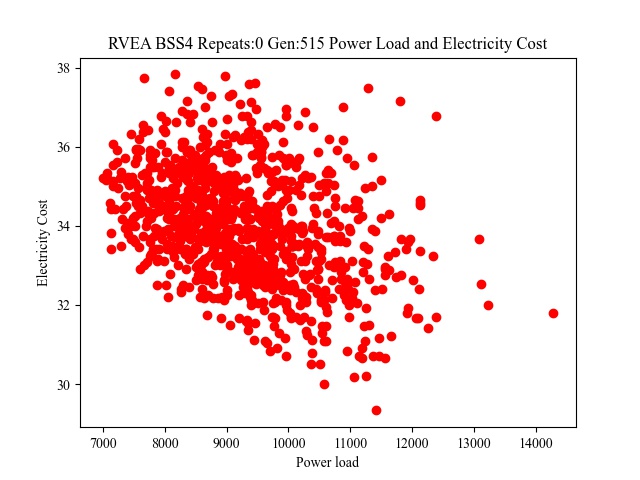 RVEA BSS4 Repeats:0 Gen:515 Power Load and Electricity Cost
38
36
34
32
30
Electricity Cost
7000 8000 9000 10000 11000 12000 13000 14000
Power load